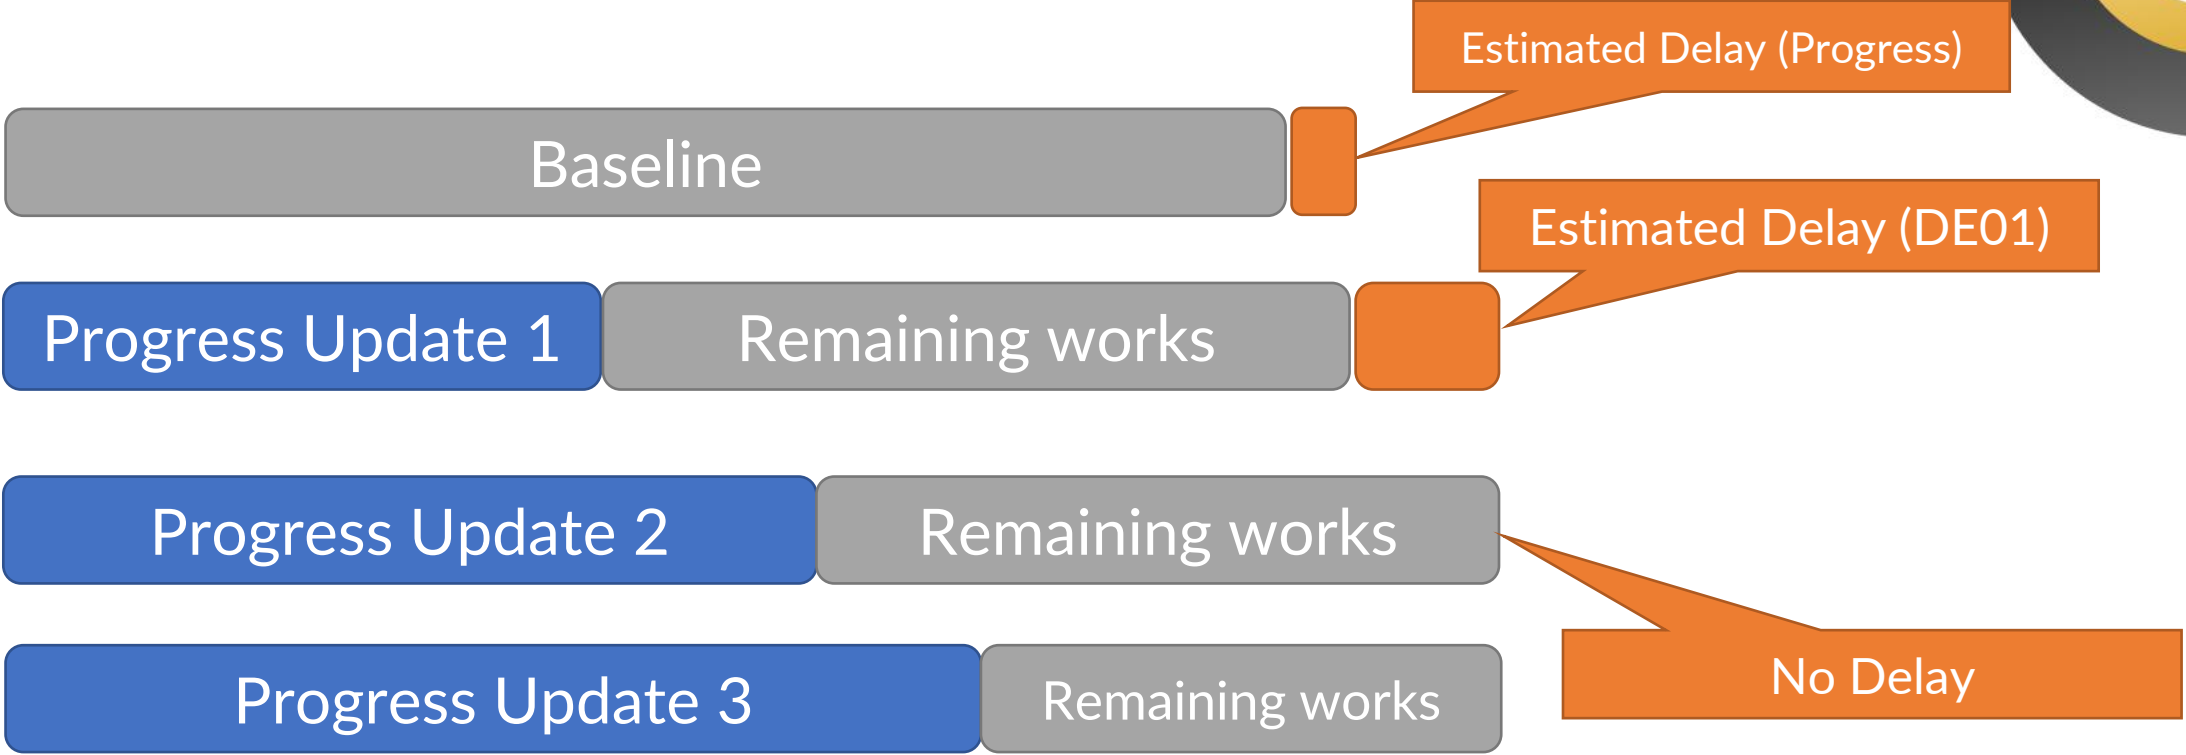 Estimated Delay (Progress)
Baseline
Estimated Delay (DE01)
Progress Update 1
Remaining works
Progress Update 2
Remaining works
No Delay
Progress Update 3
Remaining works